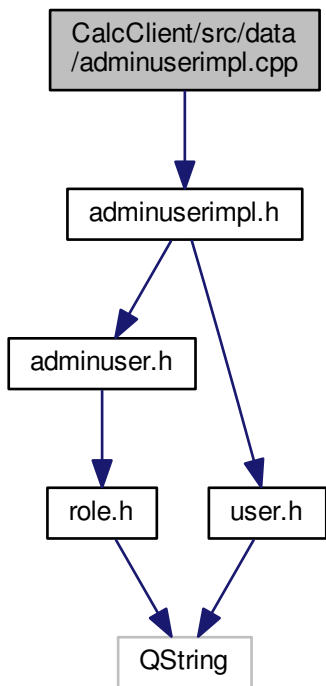 CalcClient/src/data
/adminuserimpl.cpp
adminuserimpl.h
adminuser.h
role.h
user.h
QString